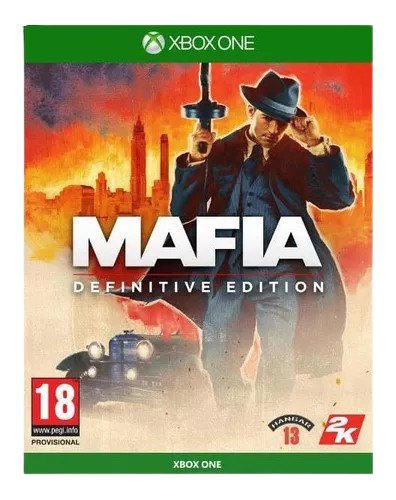 XBOX ONE
MAFIA
DEFINITIVE EDITION
18
www.pegi.info
PROVISIONAL
HANGAR
13
2K
XBOX ONE